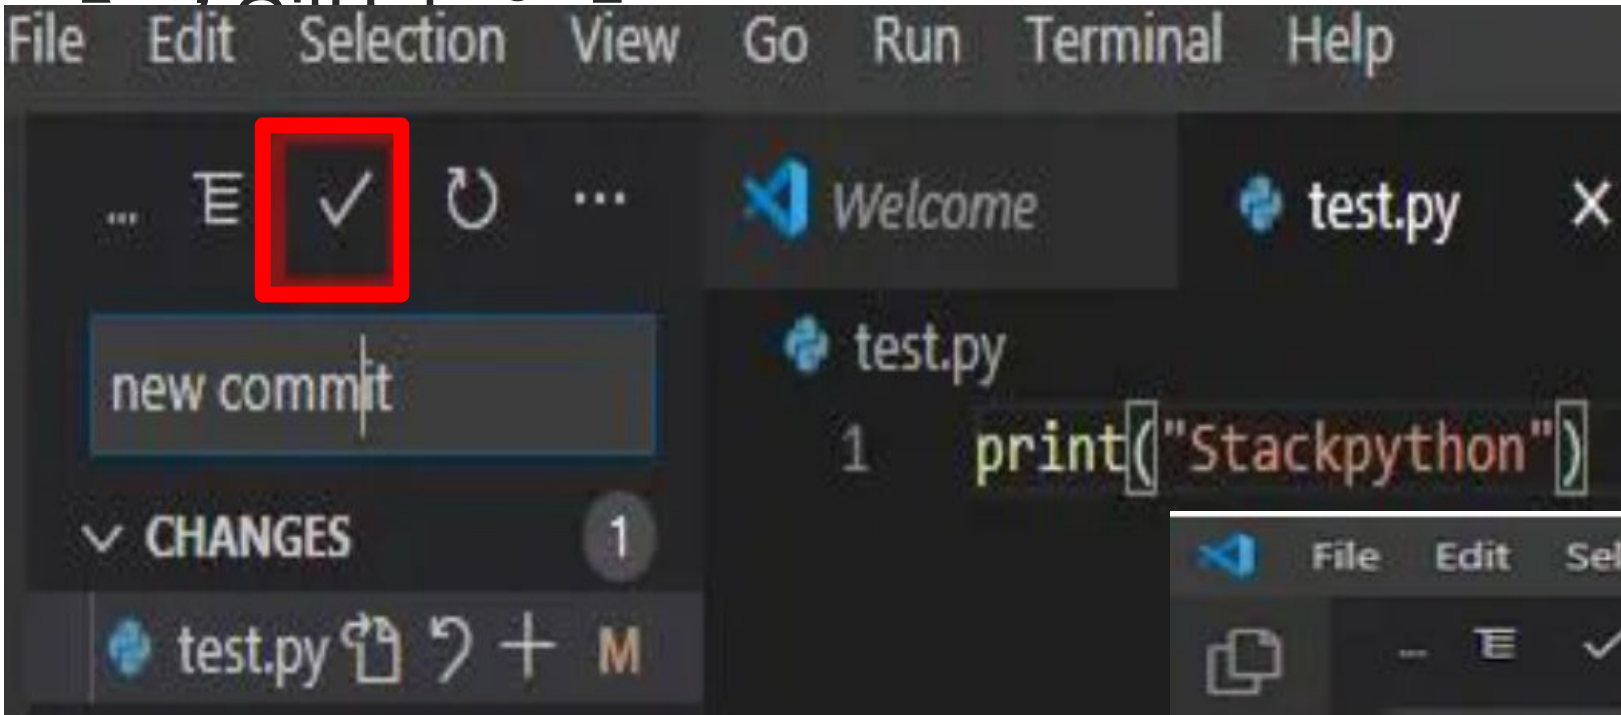 File Edit Selection View Go Run Terminal Help
Welcome test.py
new commit
test.py
1 print("Stackpython")
CHANGES 1
test.py M
File Edit